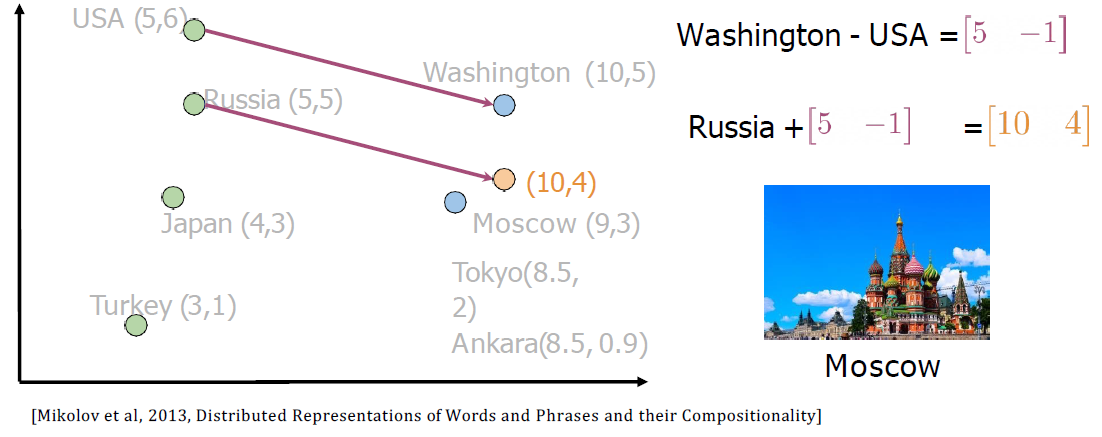 USA (5,6)
Washington - USA = [5 −1]
Washington (10,5)
Russia (5,5)
Russia + [5 −1] = [10 4]
(10,4)
Japan (4,3)
Moscow (9,3)
Tokyo(8.5,
2)
Turkey (3,1)
Ankara(8.5, 0.9)
Moscow
[Mikolov et al, 2013, Distributed Representations of Words and Phrases and their Compositionality]